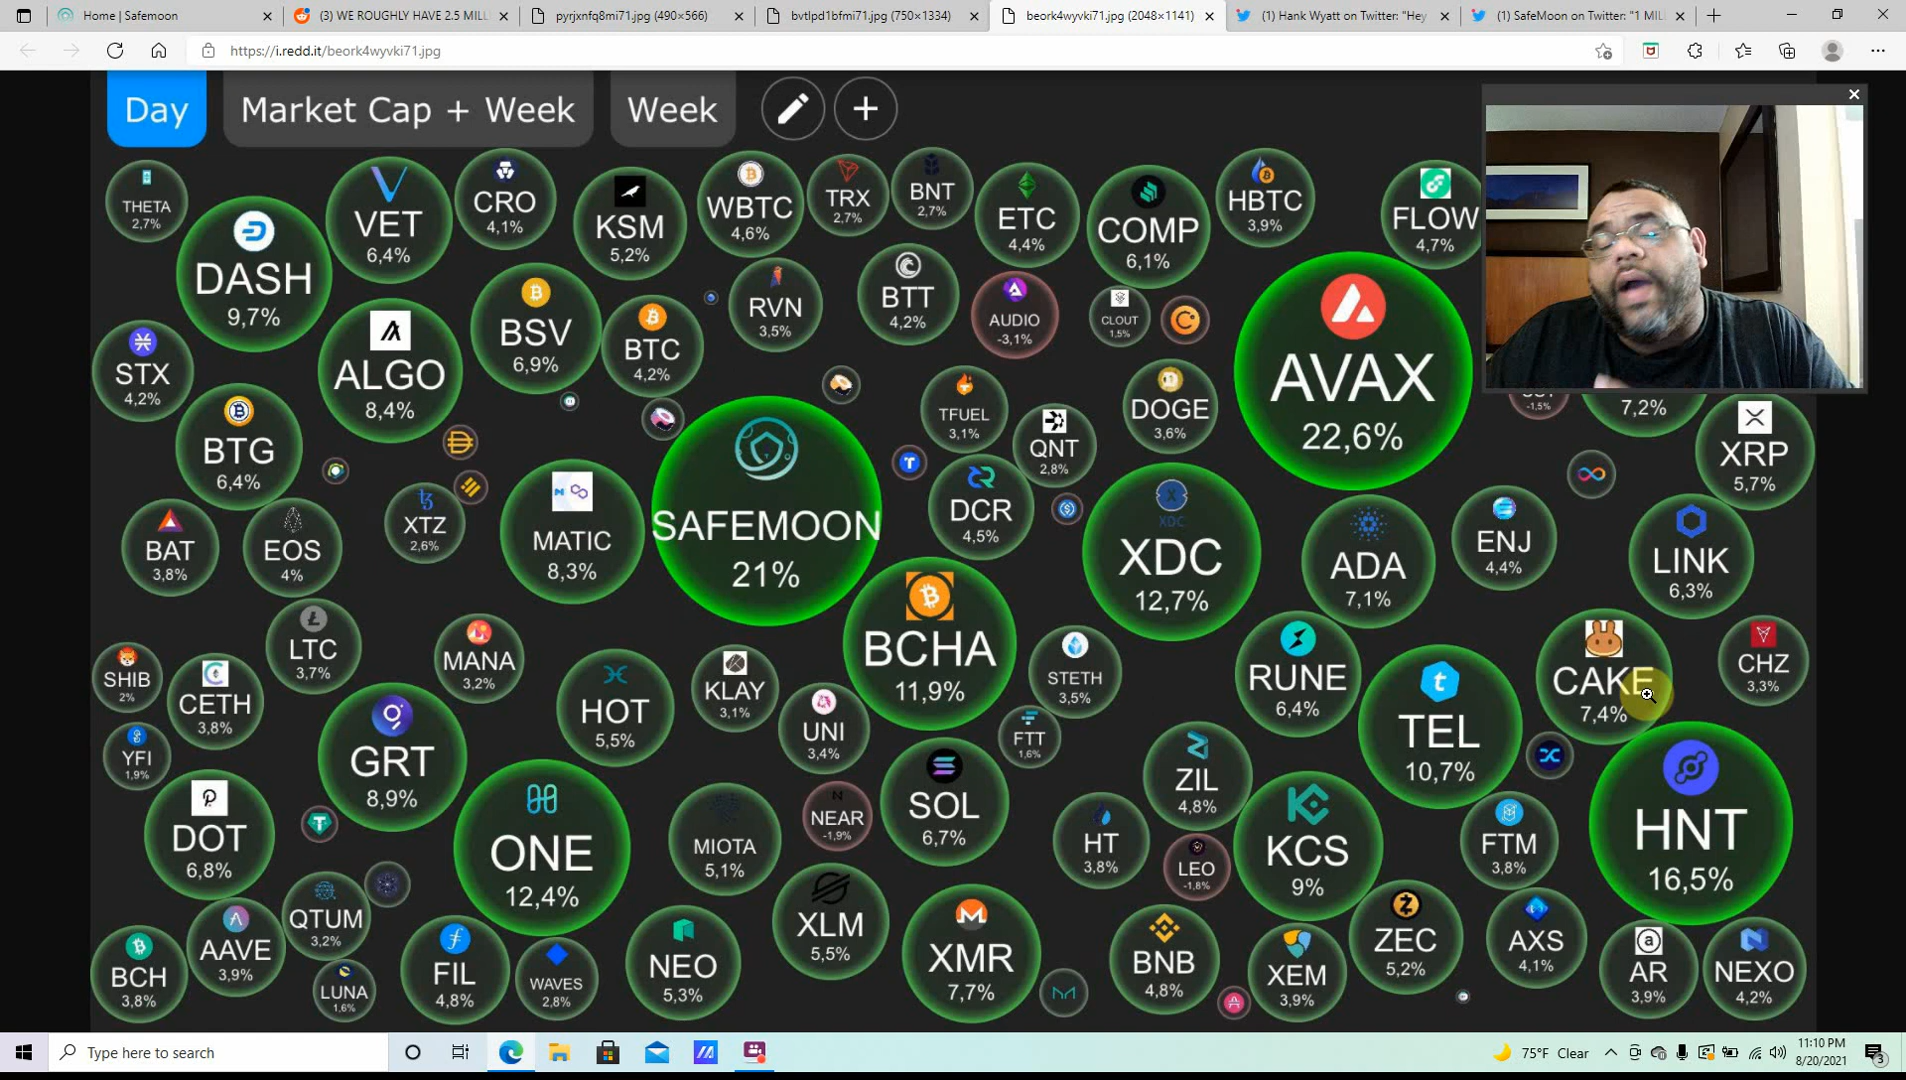 Home | Safemoon
(3) WE ROUGHLY HAVE 2.5 MILL
pyrjxnfq8mi71.jpg (490×566)
bvtlpd1bfmi71.jpg (750×1334)
beork4wyvki71.jpg (2048×1141)
(1) Hank Wyatt on Twitter: "Hey
(1) SafeMoon on Twitter: "1 MIL
https://i.redd.it/beork4wyvki71.jpg
Day
Market Cap + Week
Week
THETA
2,7%
DASH
9,7%
VET
6,4%
CRO
4,1%
KSM
5,2%
WBTC
4,6%
TRX
2,7%
BNT
2,7%
ETC
4,4%
COMP
6,1%
HBTC
3,9%
FLOW
4,7%
STX
4,2%
ALGO
8,4%
BSV
6,9%
BTC
4,2%
RVN
3,5%
BTT
4,2%
AUDIO
-3,1%
CLOUT
1,5%
AVAX
22,6%
-1,5%
7,2%
BTG
6,4%
TFUEL
3,1%
QNT
2,8%
DOGE
3,6%
XRP
5,7%
BAT
3,8%
EOS
4%
XTZ
2,6%
MATIC
8,3%
SAFEMOON
21%
DCR
4,5%
XDC
XDC
12,7%
ADA
7,1%
ENJ
4,4%
LINK
6,3%
SHIB
2%
CETH
3,8%
LTC
3,7%
MANA
3,2%
HOT
5,5%
KLAY
3,1%
UNI
3,4%
BCHA
11,9%
STETH
3,5%
FTT
1,6%
RUNE
6,4%
TEL
10,7%
CAKE
7,4%
CHZ
3,3%
YFI
1,9%
GRT
8,9%
DOT
6,8%
ONE
12,4%
MIOTA
5,1%
NEAR
-1,9%
SOL
6,7%
HT
3,8%
ZIL
4,8%
LEO
-1,8%
KCS
9%
FTM
3,8%
HNT
16,5%
BCH
3,8%
AAVE
3,9%
QTUM
3,2%
LUNA
1,6%
FIL
4,8%
WAVES
2,8%
NEO
5,3%
XLM
5,5%
XMR
7,7%
BNB
4,8%
XEM
3,9%
ZEC
5,2%
AXS
4,1%
AR
3,9%
NEXO
4,2%
Type here to search
75°F Clear
11:10 PM
8/20/2021
3